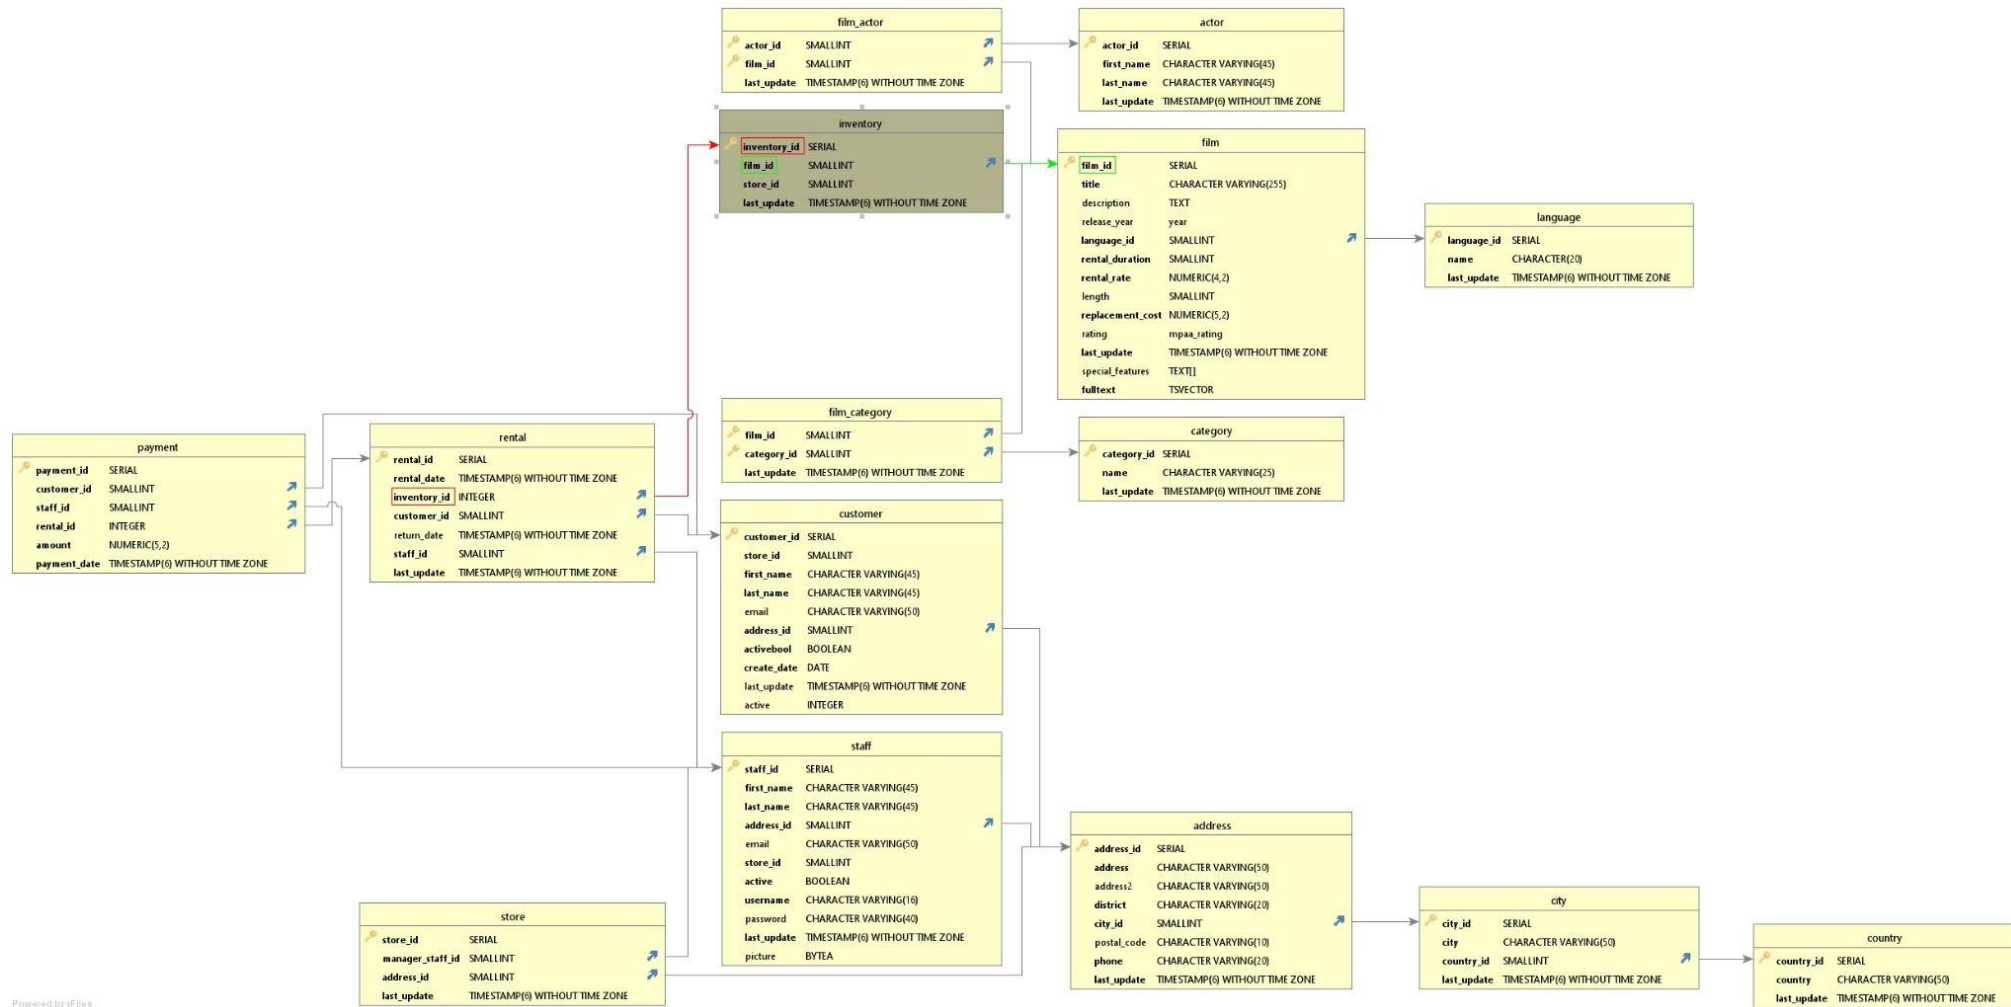 film_actor
actor_id SMALLINT
film_id SMALLINT
last_update TIMESTAMP(6) WITHOUT TIME ZONE
actor
actor_id SERIAL
first_name CHARACTER VARYING(45)
last_name CHARACTER VARYING(45)
last_update TIMESTAMP(6) WITHOUT TIME ZONE
inventory
inventory_id SERIAL
film_id SMALLINT
store_id SMALLINT
last_update TIMESTAMP(6) WITHOUT TIME ZONE
film
film_id SERIAL
title CHARACTER VARYING(255)
description TEXT
release_year year
language_id SMALLINT
rental_duration SMALLINT
rental_rate NUMERIC(4,2)
length SMALLINT
replacement_cost NUMERIC(5,2)
rating mpaa_rating
last_update TIMESTAMP(6) WITHOUT TIME ZONE
special_features TEXT[]
fulltext TSVECTOR
language
language_id SERIAL
name CHARACTER(20)
last_update TIMESTAMP(6) WITHOUT TIME ZONE
film_category
film_id SMALLINT
category_id SMALLINT
last_update TIMESTAMP(6) WITHOUT TIME ZONE
category
category_id SERIAL
name CHARACTER VARYING(25)
last_update TIMESTAMP(6) WITHOUT TIME ZONE
payment
payment_id SERIAL
customer_id SMALLINT
staff_id SMALLINT
rental_id INTEGER
amount NUMERIC(5,2)
payment_date TIMESTAMP(6) WITHOUT TIME ZONE
rental
rental_id SERIAL
rental_date TIMESTAMP(6) WITHOUT TIME ZONE
inventory_id INTEGER
customer_id SMALLINT
return_date TIMESTAMP(6) WITHOUT TIME ZONE
staff_id SMALLINT
last_update TIMESTAMP(6) WITHOUT TIME ZONE
customer
customer_id SERIAL
store_id SMALLINT
first_name CHARACTER VARYING(45)
last_name CHARACTER VARYING(45)
email CHARACTER VARYING(50)
address_id SMALLINT
activebool BOOLEAN
create_date DATE
last_update TIMESTAMP(6) WITHOUT TIME ZONE
active INTEGER
staff
staff_id SERIAL
first_name CHARACTER VARYING(45)
last_name CHARACTER VARYING(45)
address_id SMALLINT
email CHARACTER VARYING(50)
store_id SMALLINT
active BOOLEAN
username CHARACTER VARYING(16)
password CHARACTER VARYING(40)
last_update TIMESTAMP(6) WITHOUT TIME ZONE
picture BYTEA
store
store_id SERIAL
manager_staff_id SMALLINT
address_id SMALLINT
last_update TIMESTAMP(6) WITHOUT TIME ZONE
address
address_id SERIAL
address CHARACTER VARYING(50)
address2 CHARACTER VARYING(50)
district CHARACTER VARYING(20)
city_id SMALLINT
postal_code CHARACTER VARYING(10)
phone CHARACTER VARYING(20)
last_update TIMESTAMP(6) WITHOUT TIME ZONE
city
city_id SERIAL
city CHARACTER VARYING(50)
country_id SMALLINT
last_update TIMESTAMP(6) WITHOUT TIME ZONE
country
country_id SERIAL
country CHARACTER VARYING(50)
last_update TIMESTAMP(6) WITHOUT TIME ZONE
Powered by yFiles